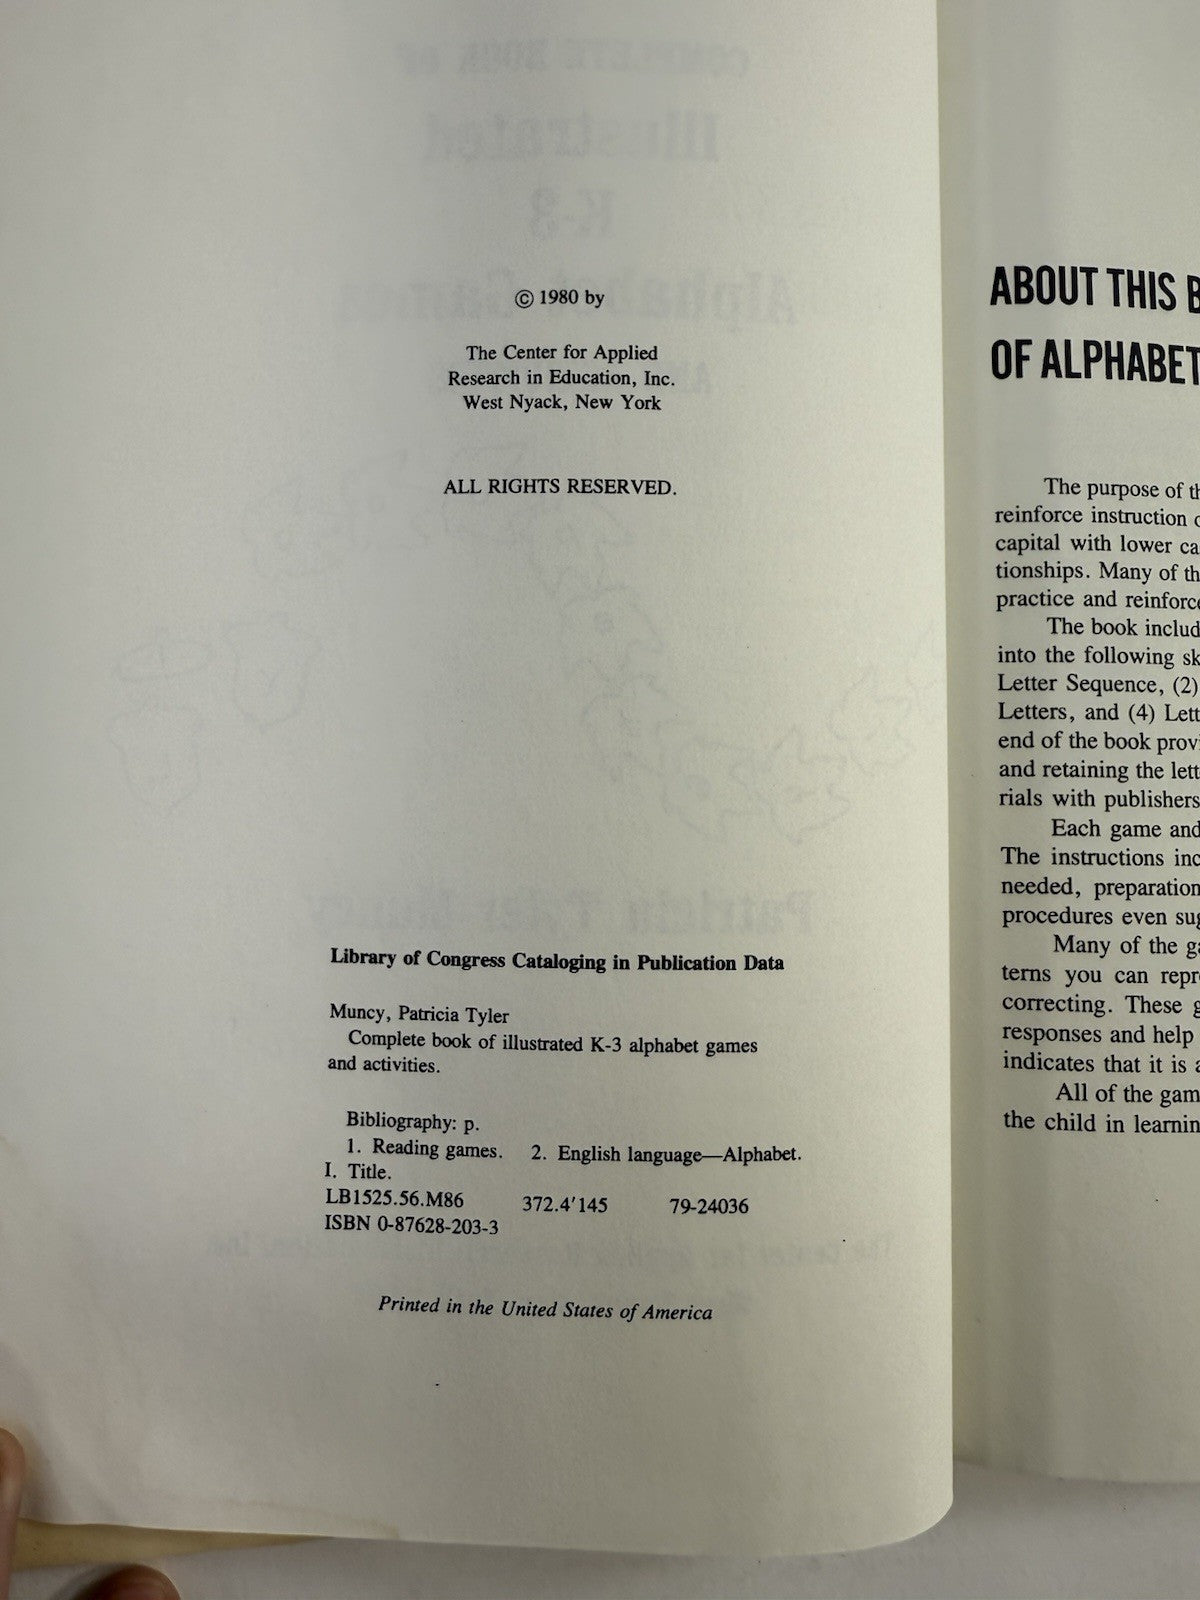 © 1980 by
The Center for Applied
Research in Education, Inc.
West Nyack, New York
ALL RIGHTS RESERVED.
Library of Congress Cataloging in Publication Data
Muncy, Patricia Tyler
Complete book of illustrated K-3 alphabet games
and activities.
Bibliography: p.
1. Reading games. 2. English language—Alphabet.
I. Title.
LB1525.56.M86 372.4'145 79-24036
ISBN 0-87628-203-3
Printed in the United States of America
ABOUT THIS B
OF ALPHABET
The purpose of th
reinforce instruction o
capital with lower ca
tionships. Many of th
practice and reinforce
The book includ
into the following sk
Letter Sequence, (2)
Letters, and (4) Lett
end of the book provi
and retaining the lett
rials with publishers
Each game and
The instructions inc
needed, preparation
procedures even sug
Many of the ga
terns you can repr
correcting. These g
responses and help
indicates that it is a
All of the gam
the child in learnin